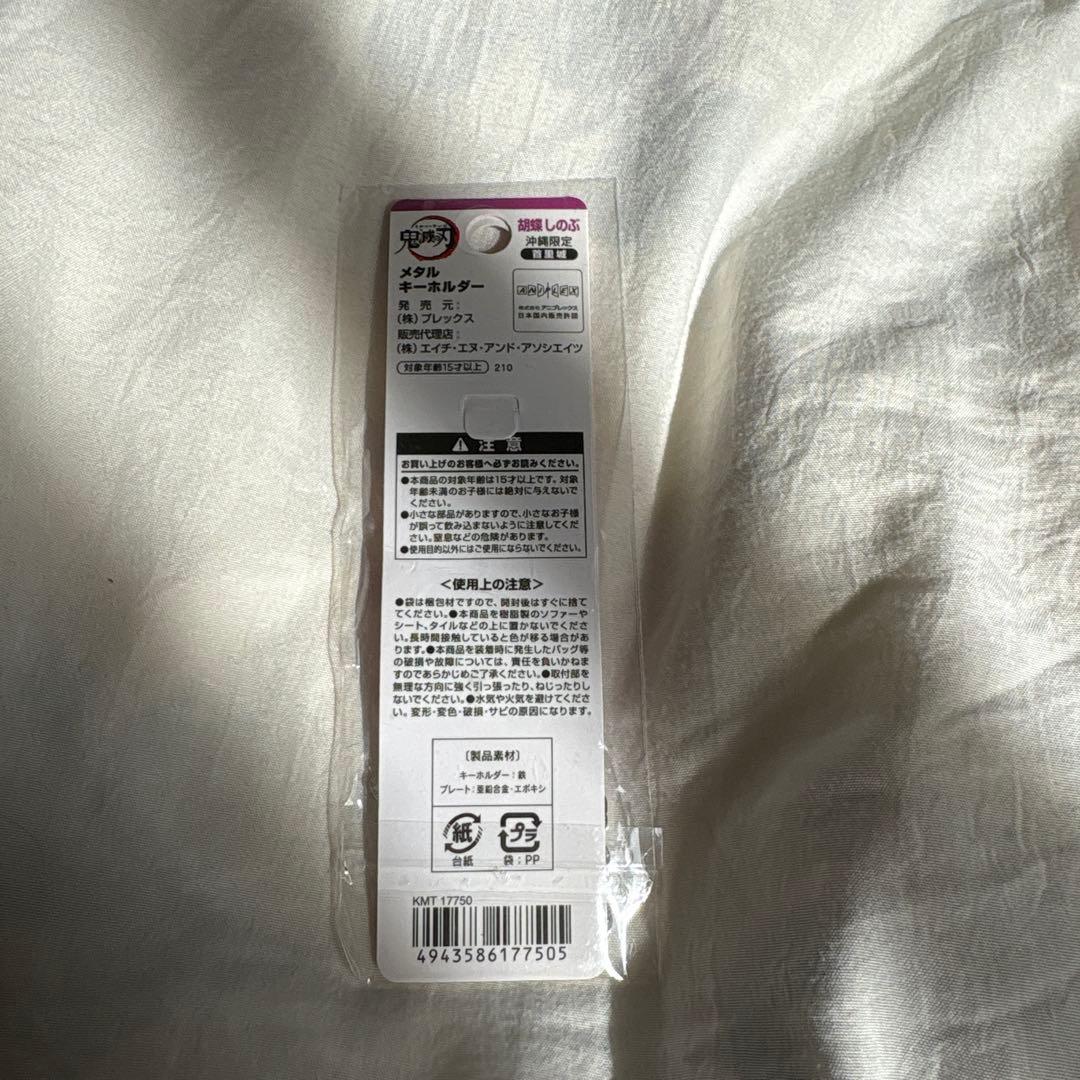 鬼滅刃
胡蝶しのぶ
沖縄限定
首里城
メタル
キーホルダー
ANIPLEX
株式会社 アニプレックス
日本国内販売許諾
発売元:
(株)プレックス
販売代理店:
(株)エイチ・エヌ・アンド・アソシエイツ
対象年齢15才以上 210
注意
お買い上げのお客様へ必ずお読みください。
●本商品の対象年齢は15才以上です。対象
年齢未満のお子様には絶対に与えないで
ください。
●小さな部品がありますので、小さなお子様
が誤って飲み込まないように注意してくだ
さい。窒息などの危険があります。
●使用目的以外にはご使用にならないでください。
<使用上の注意>
●袋は梱包材ですので、開封後はすぐに捨て
てください。●本商品を樹脂製のソファーや
シート、タイルなどの上に置かないでくださ
い。長時間接触していると色が移る場合があ
ります。●本商品を装着時に発生したバッグ等
の破損や故障については、責任を負いかねま
すのであらかじめご了承ください。●取付部を
無理な方向に強く引っ張ったり、ねじったりし
ないでください。●水気や火気を避けてくださ
い。変形・変色・破損・サビの原因になります。
〔製品素材〕
キーホルダー:鉄
プレート:亜鉛合金・エポキシ
紙 プラ
台紙 袋:PP
KMT 17750
4943586177505